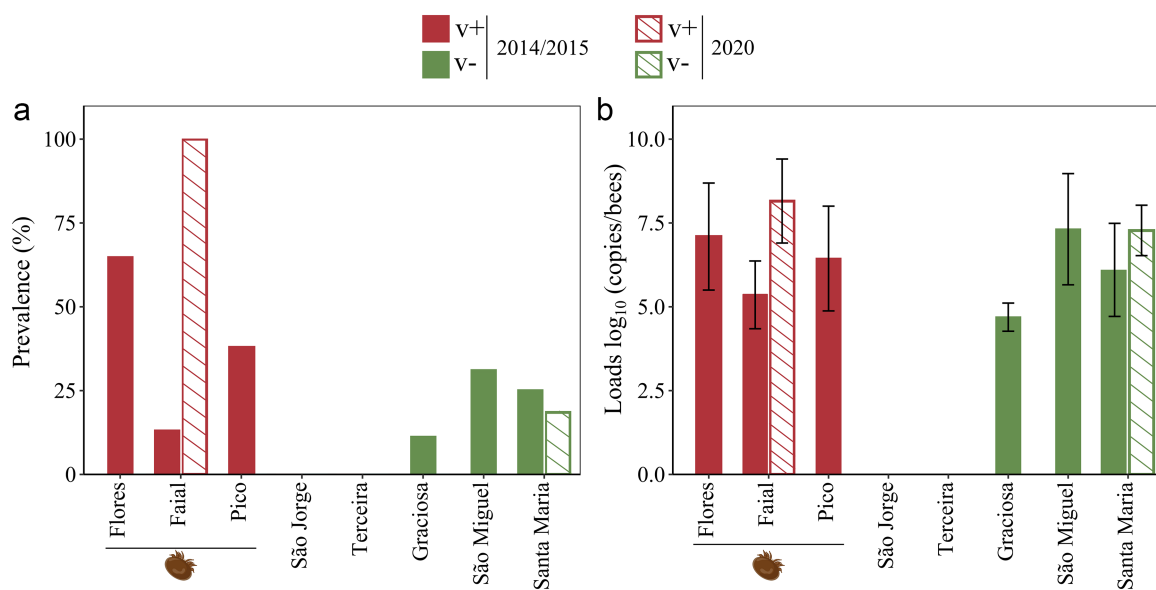 v+ 2014/2015 v+ 2020
v- v-
a
Prevalence (%)
100
75
50
25
0
Flores
Faial
Pico
São Jorge
Terceira
Graciosa
São Miguel
Santa Maria
b
Loads log10 (copies/bees)
10.0
7.5
5.0
2.5
0.0
Flores
Faial
Pico
São Jorge
Terceira
Graciosa
São Miguel
Santa Maria